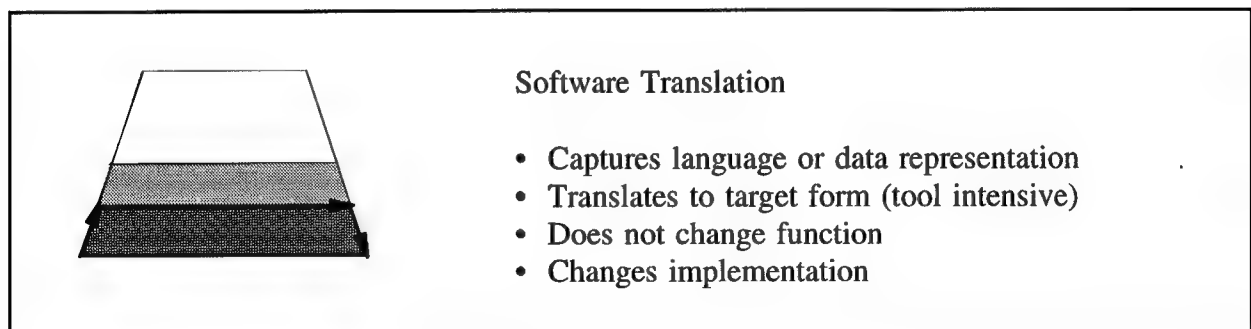 Software Translation
• Captures language or data representation
• Translates to target form (tool intensive)
• Does not change function
• Changes implementation